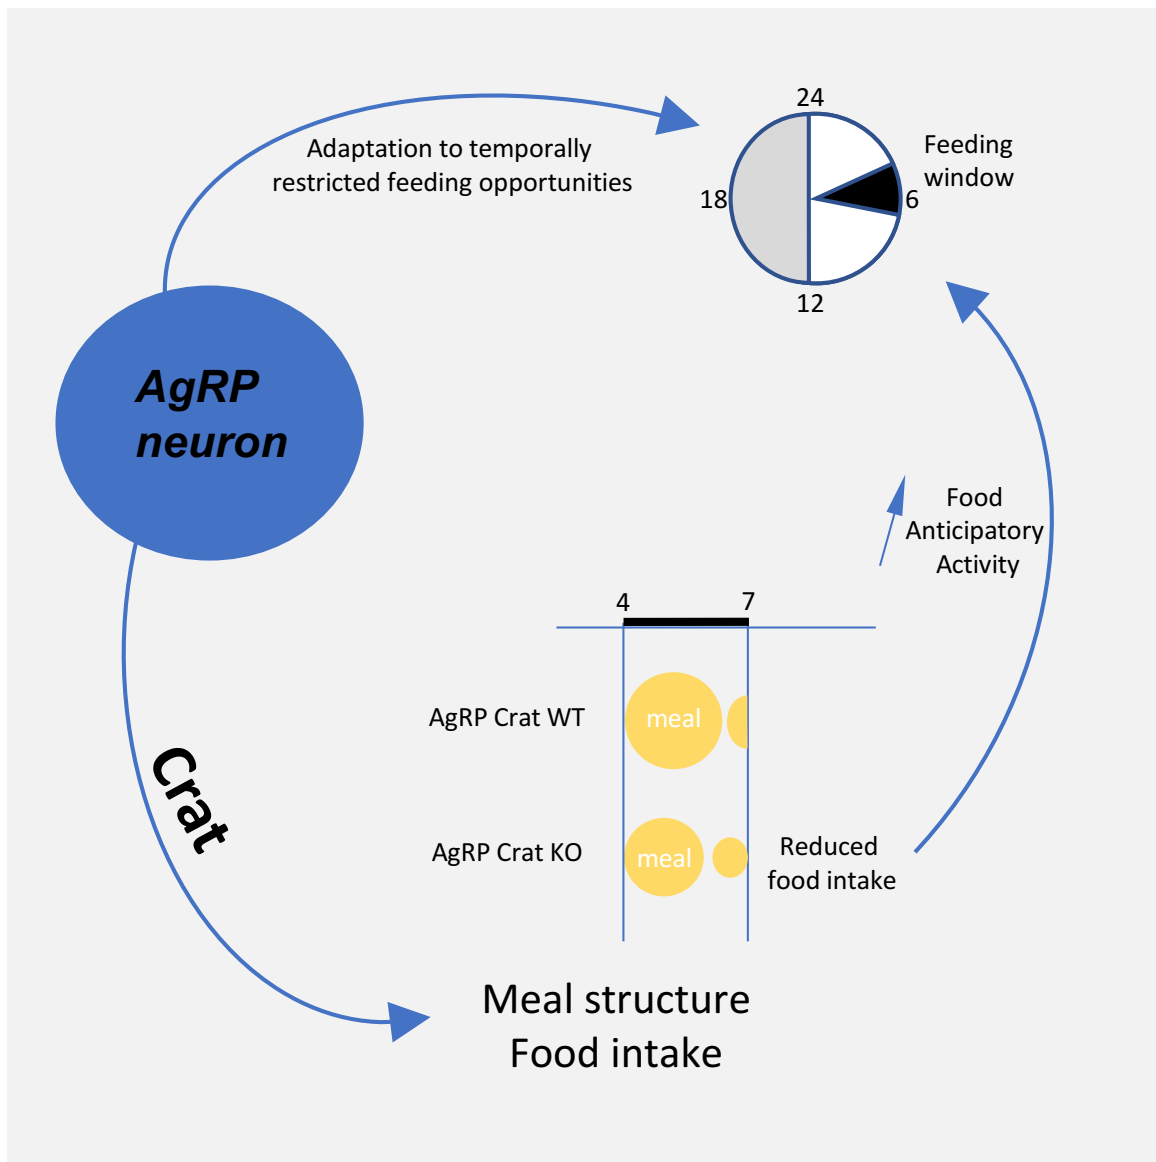 24
Adaptation to temporally
restricted feeding opportunities
Feeding
window
18
6
12
AgRP
neuron
Food
Anticipatory
Activity
4
7
AgRP Crat WT
meal
Crat
AgRP Crat KO
meal
Reduced
food intake
Meal structure
Food intake